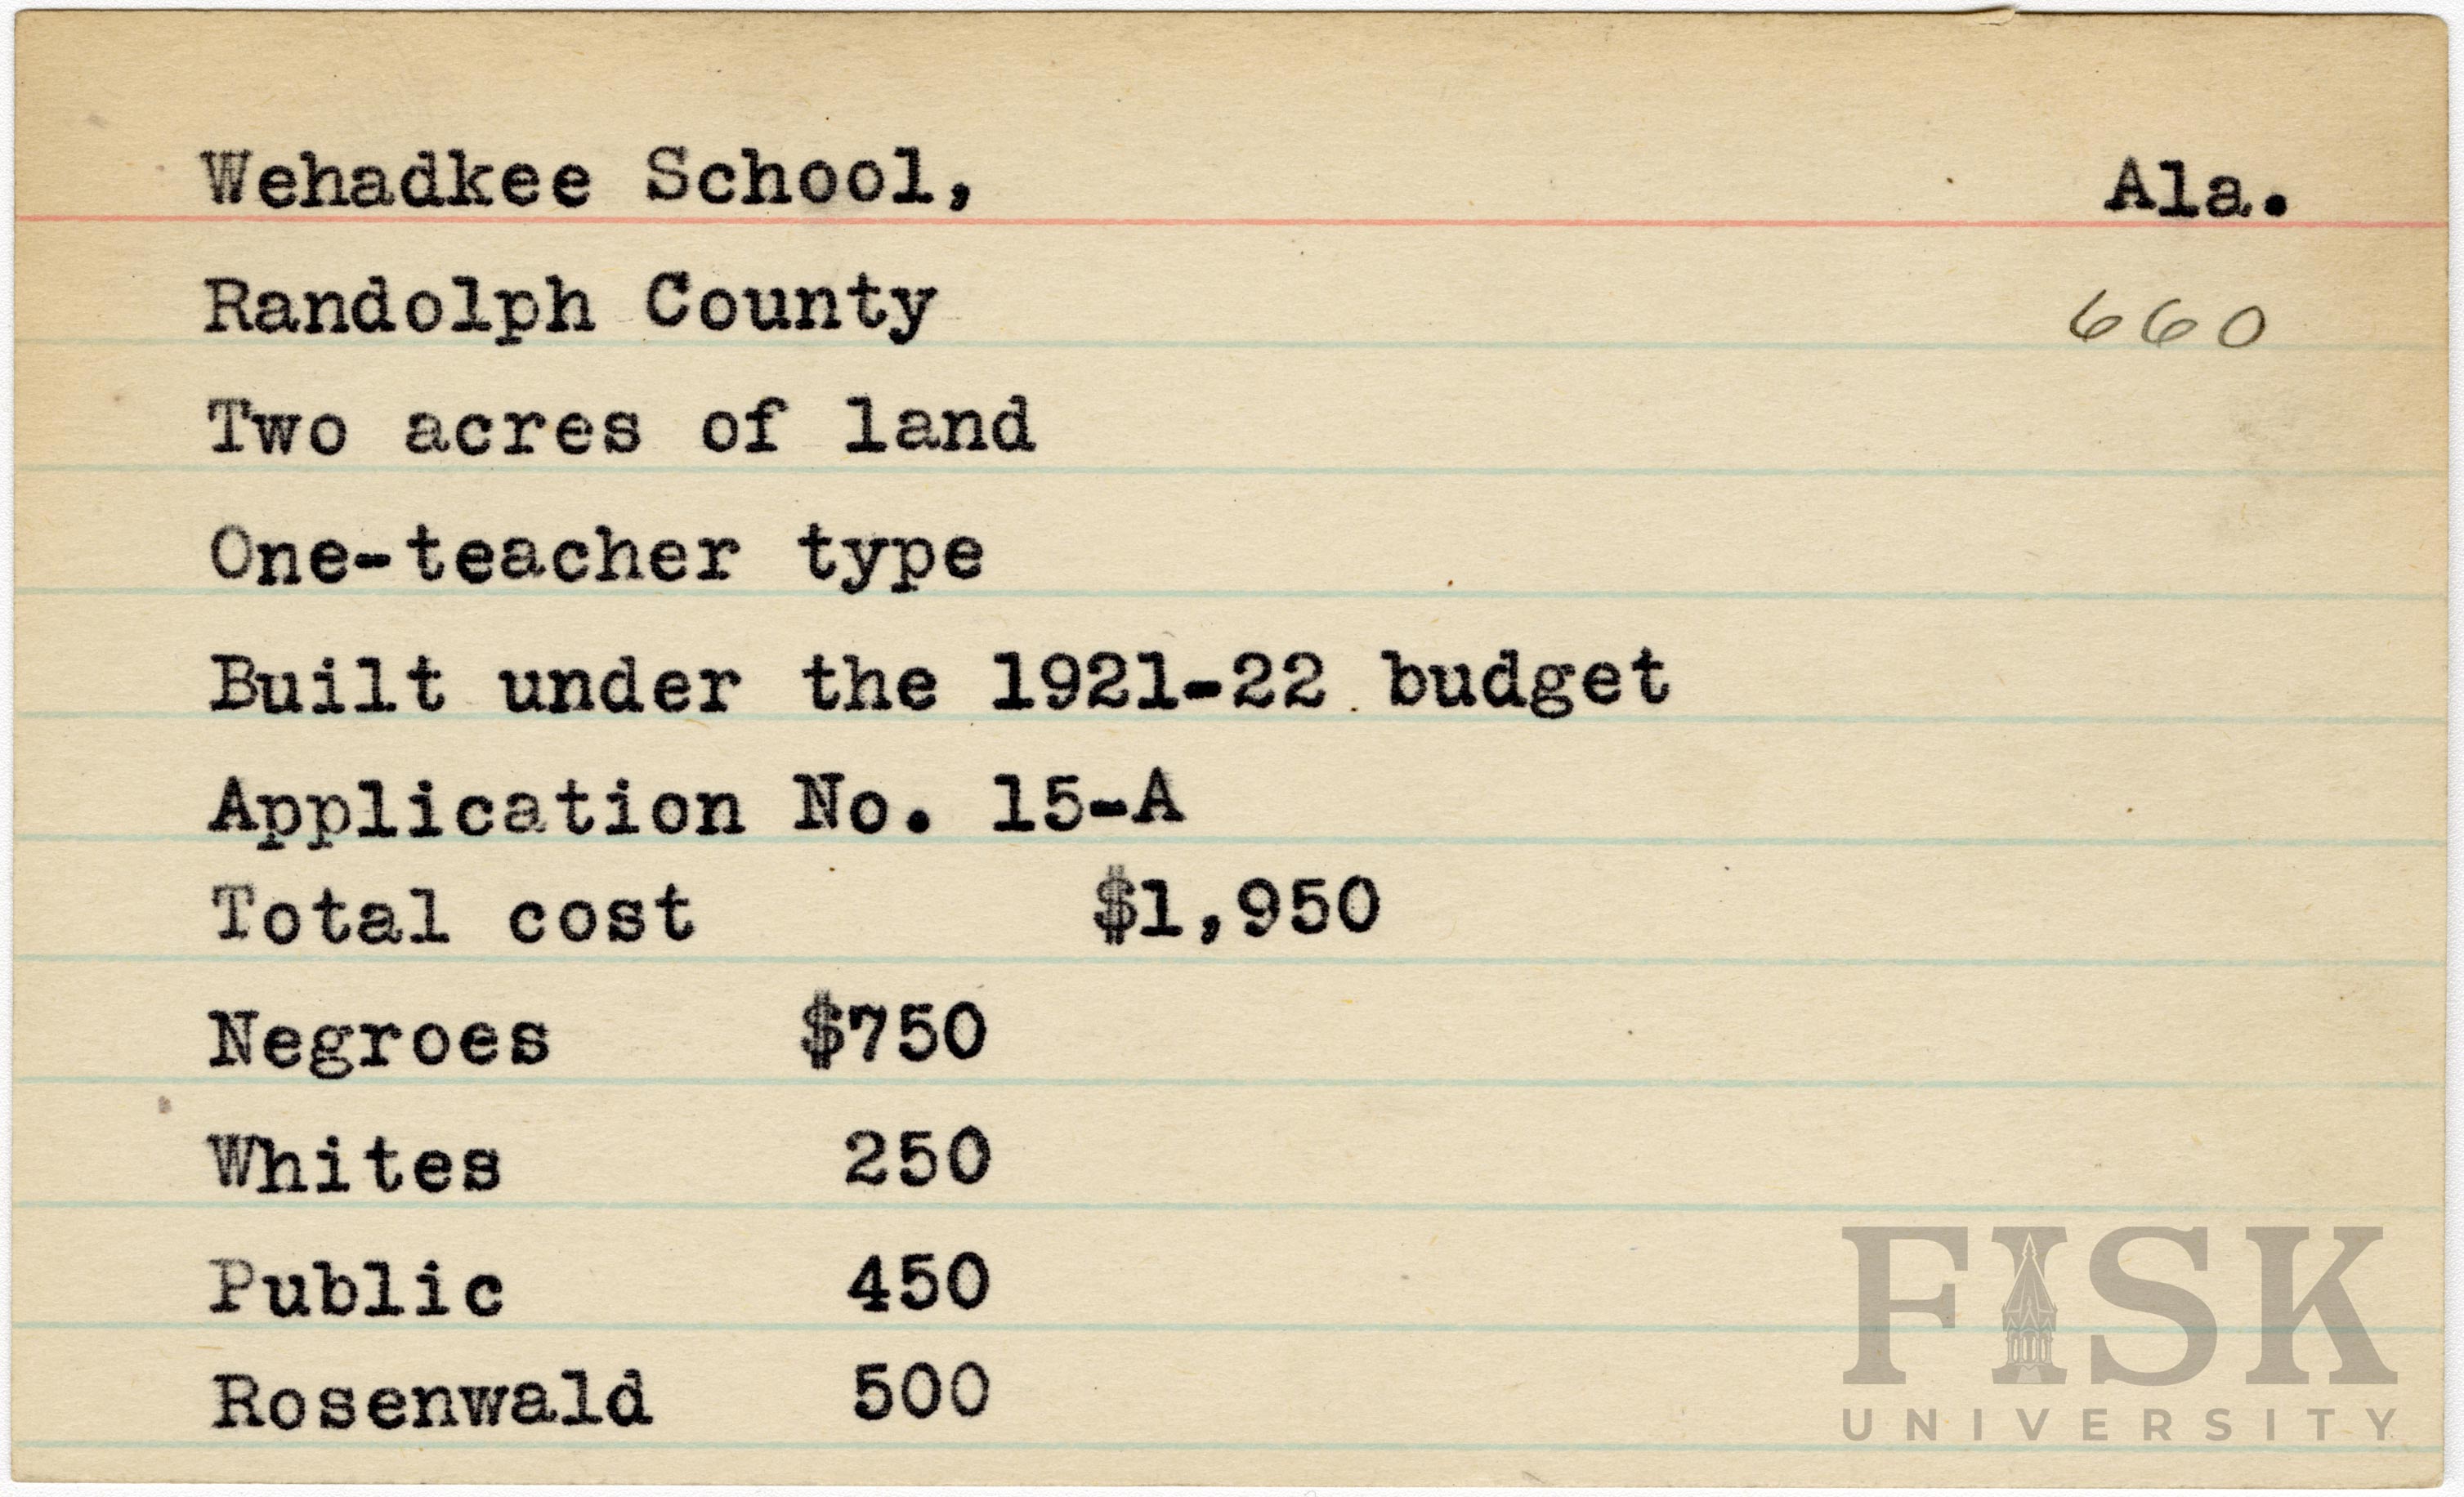 Wehadkee School, Ala.
Randolph County 660
Two acres of land
One-teacher type
Built under the 1921-22 budget
Application No. 15-A
Total cost $1,950
Negroes $750
Whites 250
Public 450
Rosenwald 500
FISK
UNIVERSITY